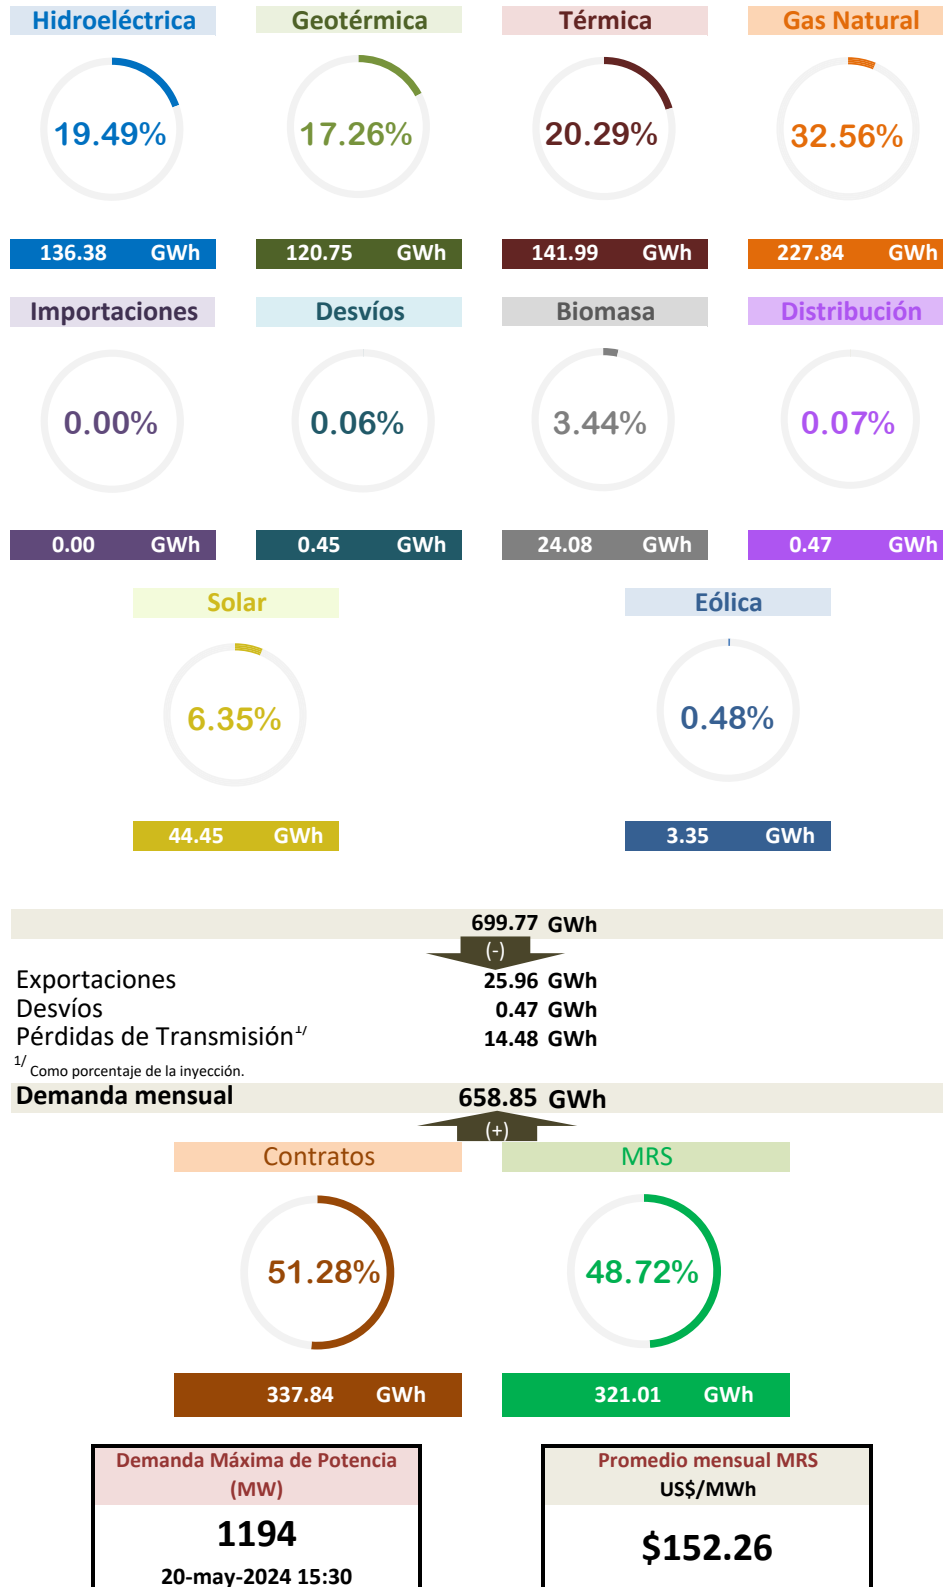 Hidroeléctrica Geotérmica Térmica Gas Natural
19.49% 17.26% 20.29% 32.56%
136.38 GWh 120.75 GWh 141.99 GWh 227.84 GWh
Importaciones Desvíos Biomasa Distribución
0.00% 0.06% 3.44% 0.07%
0.00 GWh 0.45 GWh 24.08 GWh 0.47 GWh
Solar Eólica
6.35% 0.48%
44.45 GWh 3.35 GWh
699.77 GWh
(-)
Exportaciones 25.96 GWh
Desvíos 0.47 GWh
Pérdidas de Transmisión 1/ 14.48 GWh
1/ Como porcentaje de la inyección.
Demanda mensual 658.85 GWh
(+)
Contratos MRS
51.28% 48.72%
337.84 GWh 321.01 GWh
Demanda Máxima de Potencia
(MW)
1194
20-may-2024 15:30
Promedio mensual MRS
US$/MWh
$152.26